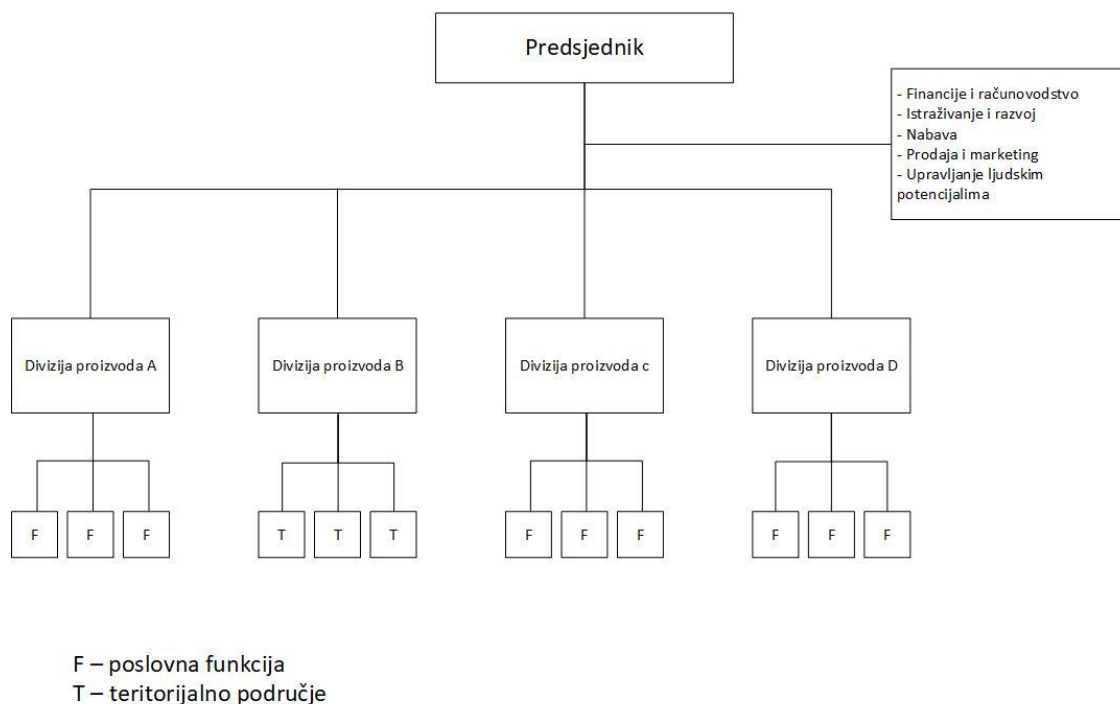 Predsjednik
- Financije i računovodstvo
- Istraživanje i razvoj
- Nabava
- Prodaja i marketing
- Upravljanje ljudskim
potencijalima
Divizija proizvoda A
Divizija proizvoda B
Divizija proizvoda c
Divizija proizvoda D
F
F
F
T
T
T
F
F
F
F
F
F
F – poslovna funkcija
T – teritorijalno područje